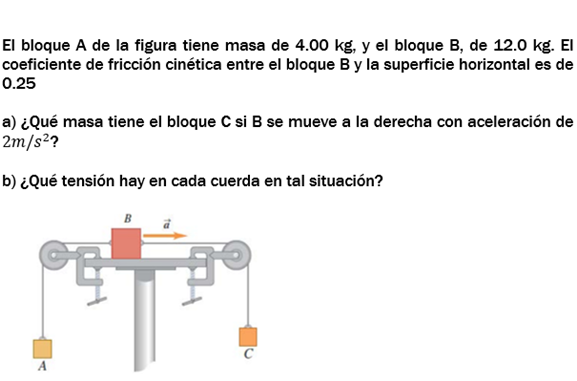 El bloque A de la figura tiene masa de 4.00 kg, y el bloque B, de 12.0 kg. El
coeficiente de fricción cinética entre el bloque B y la superficie horizontal es de
0.25
a) ¿Qué masa tiene el bloque C si B se mueve a la derecha con aceleración de
2m/s²?
b) ¿Qué tensión hay en cada cuerda en tal situación?
B
a⃗
A
C